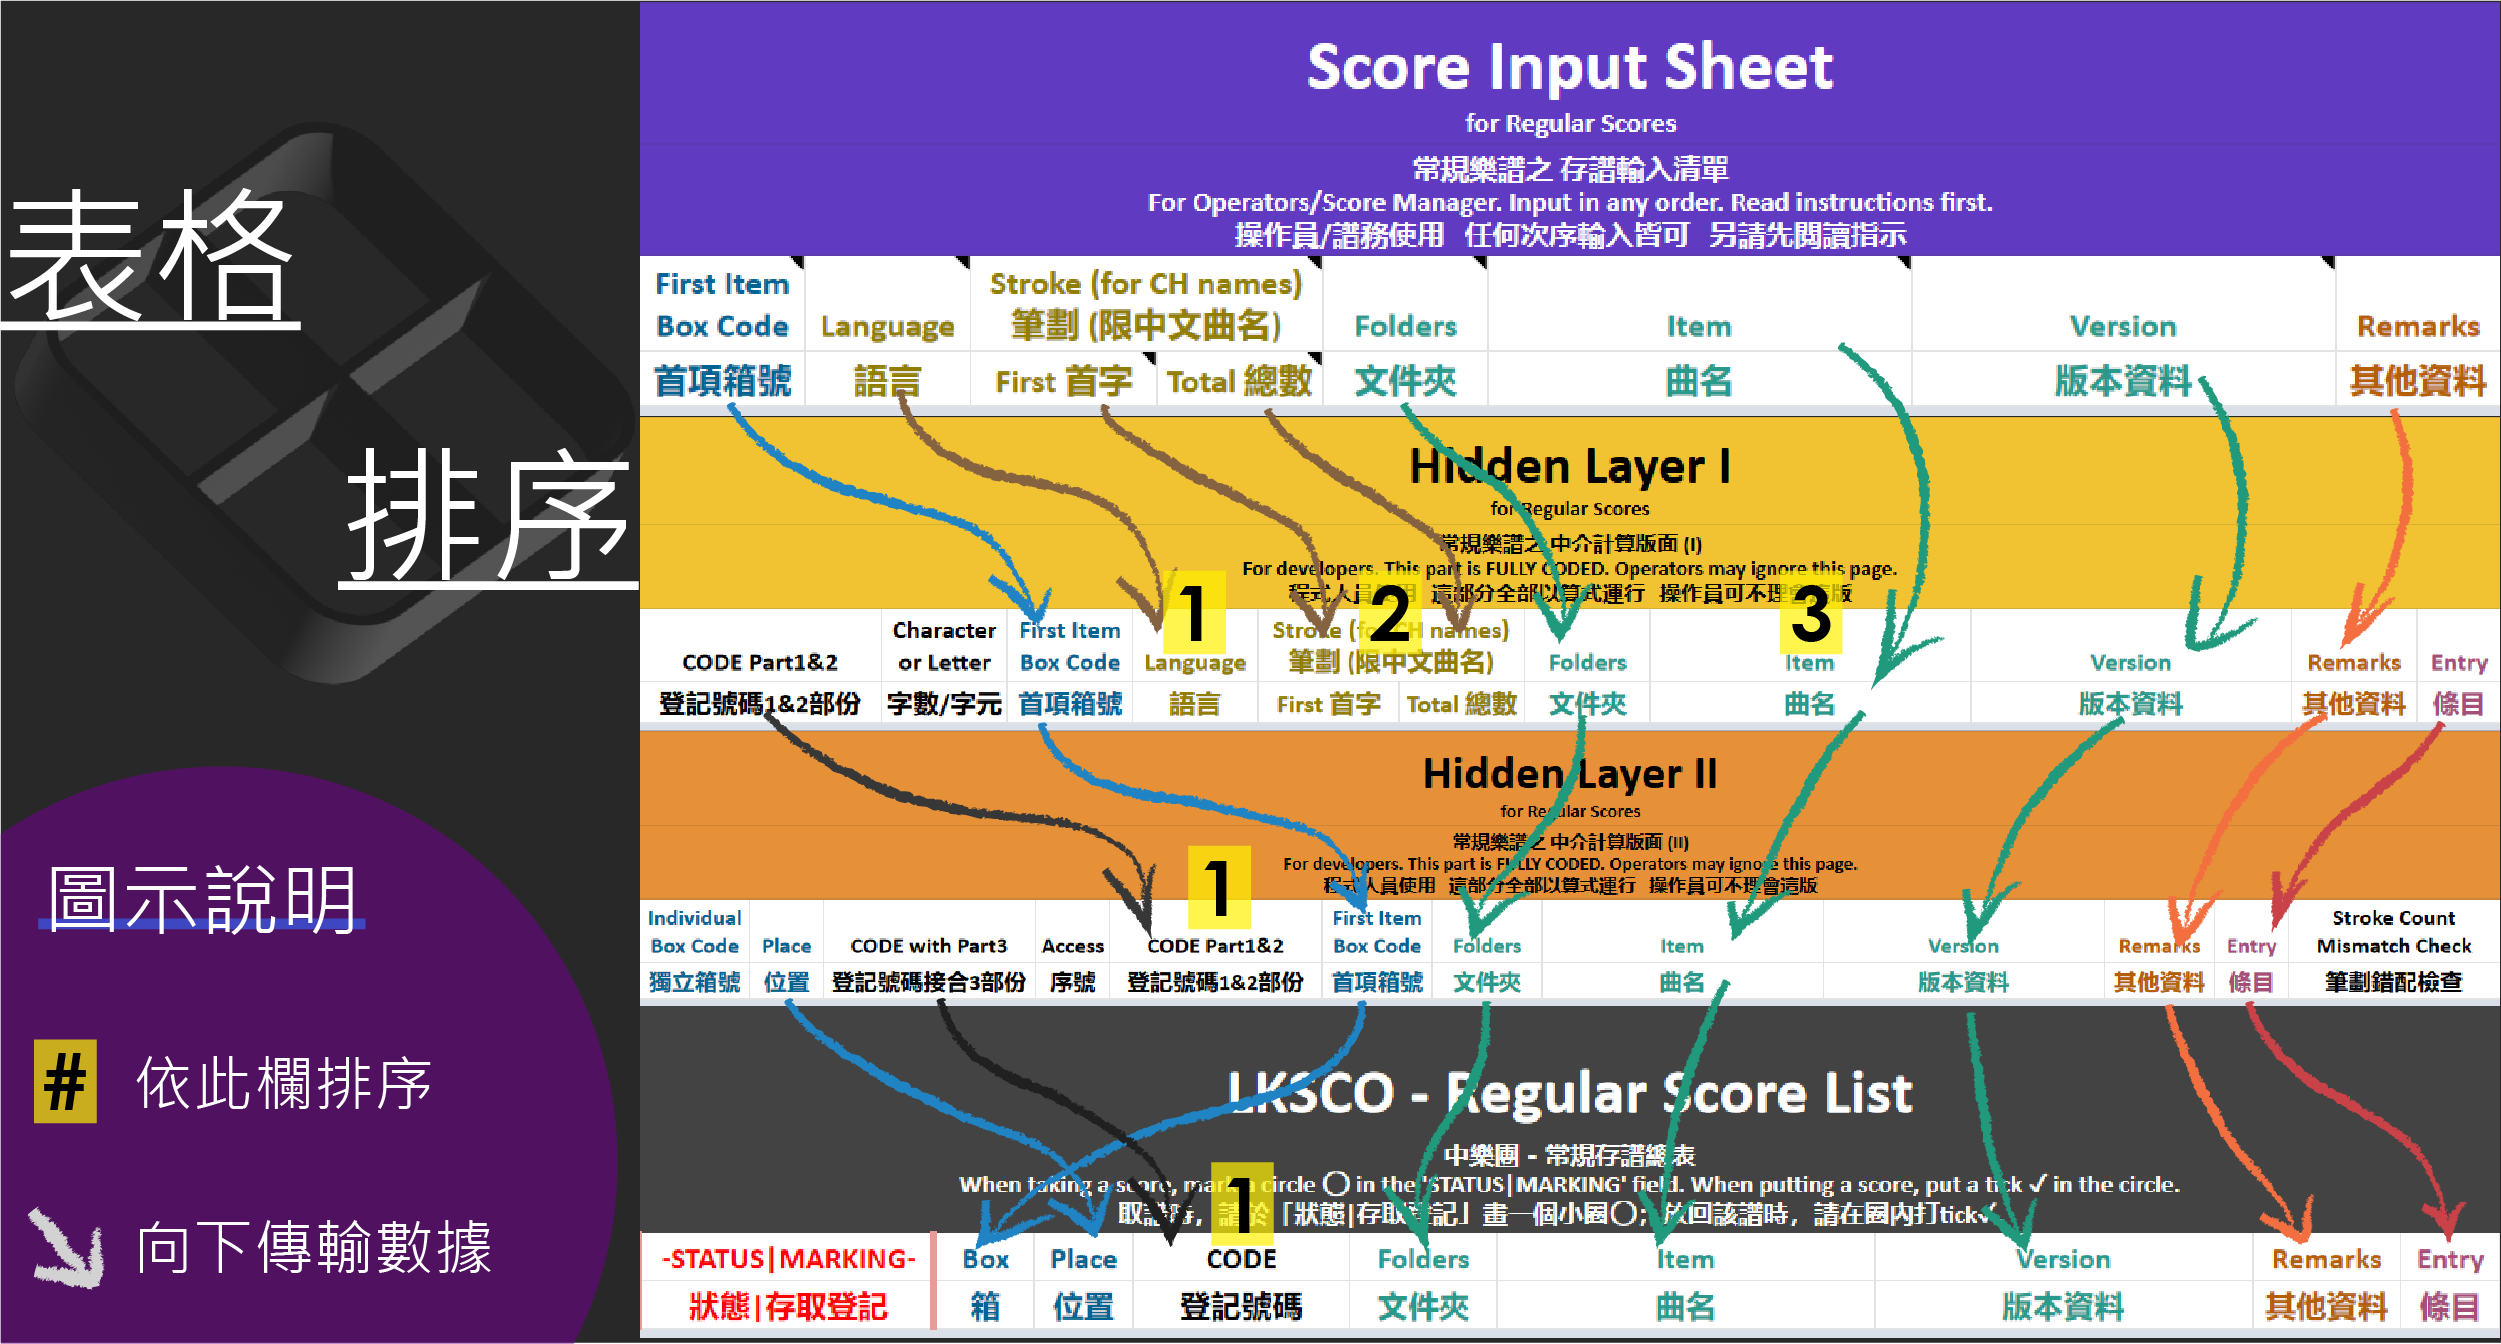 表格
排序
圖示說明
# 依此欄排序
向下傳輸數據
Score Input Sheet
for Regular Scores
常規樂譜之 存譜輸入清單
For Operators/Score Manager. Input in any order. Read instructions first.
操作員/譜務使用 任何次序輸入皆可 另請先閱讀指示
First Item Box Code Language Stroke (for CH names) 筆劃 (限中文曲名) Folders Item Version Remarks
首項箱號 語言 First 首字 Total 總數 文件夾 曲名 版本資料 其他資料
Hidden Layer I
for Regular Scores
常規樂譜之 中介計算版面 (I)
For developers. This part is FULLY CODED. Operators may ignore this page.
程式人員使用 這部分全部以算式運行 操作員可不理會這版
1 2 3
CODE Part1&2 Character or Letter First Item Box Code Language Stroke (for CH names) 筆劃 (限中文曲名) Folders Item Version Remarks Entry
登記號碼1&2部份 字數/字元 首項箱號 語言 First 首字 Total 總數 文件夾 曲名 版本資料 其他資料 條目
Hidden Layer II
for Regular Scores
常規樂譜之 中介計算版面 (II)
For developers. This part is FULLY CODED. Operators may ignore this page.
程式人員使用 這部分全部以算式運行 操作員可不理會這版
1
Individual Box Code Place CODE with Part3 Access CODE Part1&2 First Item Box Code Folders Item Version Remarks Entry Stroke Count Mismatch Check
獨立箱號 位置 登記號碼接合3部份 序號 登記號碼1&2部份 首項箱號 文件夾 曲名 版本資料 其他資料 條目 筆劃錯配檢查
LKSCO - Regular Score List
中樂團 - 常規存譜總表
When taking a score, mark a circle ◯ in the 'STATUS|MARKING' field. When putting a score, put a tick ✓ in the circle.
取譜時，請於「狀態|存取登記」畫一個小圈◯；放回該譜時，請在圈內打tick✓
1
-STATUS|MARKING- Box Place CODE Folders Item Version Remarks Entry
狀態|存取登記 箱 位置 登記號碼 文件夾 曲名 版本資料 其他資料 條目